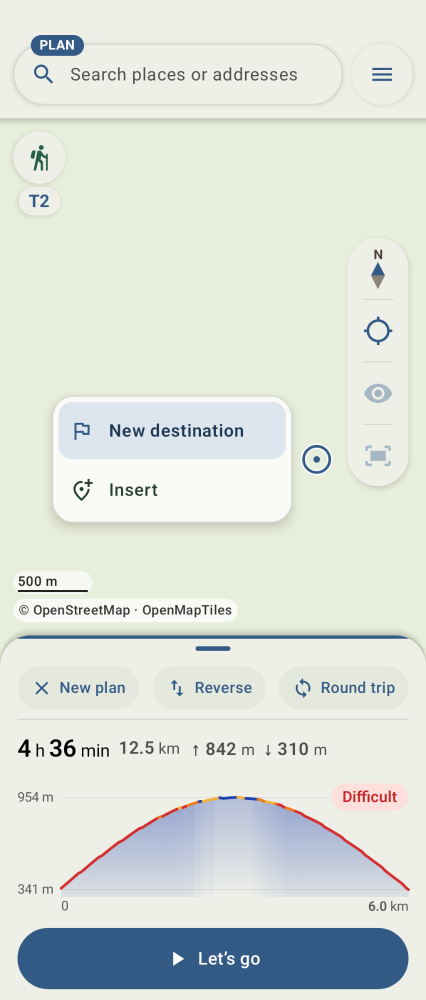 PLAN
Search places or addresses
T2
N
New destination
Insert
500 m
© OpenStreetMap · OpenMapTiles
New plan
Reverse
Round trip
4 h 36 min 12.5 km ↑ 842 m ↓ 310 m
954 m
Difficult
341 m
0
6.0 km
Let’s go